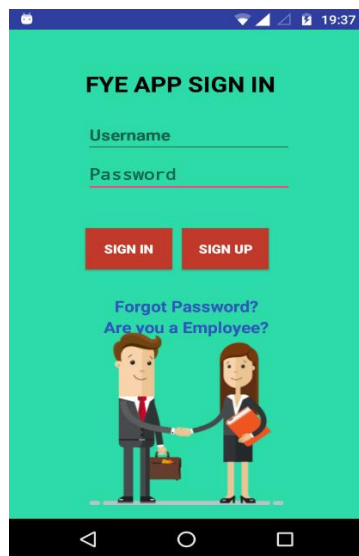 19:37
FYE APP SIGN IN
Username
Password
SIGN IN SIGN UP
Forgot Password?
Are you a Employee?